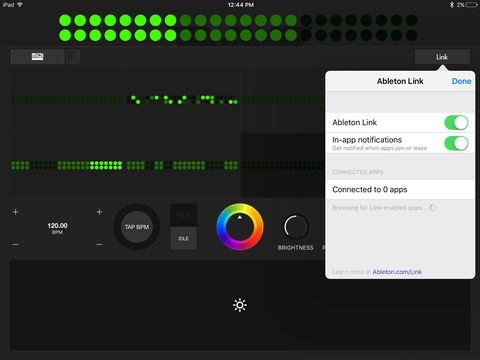 iPad 12:44 PM 2%
Link
Ableton Link Done
Ableton Link
In-app notifications
Get notified when apps join or leave
CONNECTED APPS
Connected to 0 apps
Browsing for Link-enabled apps...
120.00
BPM
TAP BPM
PULSE
IDLE
BRIGHTNESS
Learn more at Ableton.com/Link